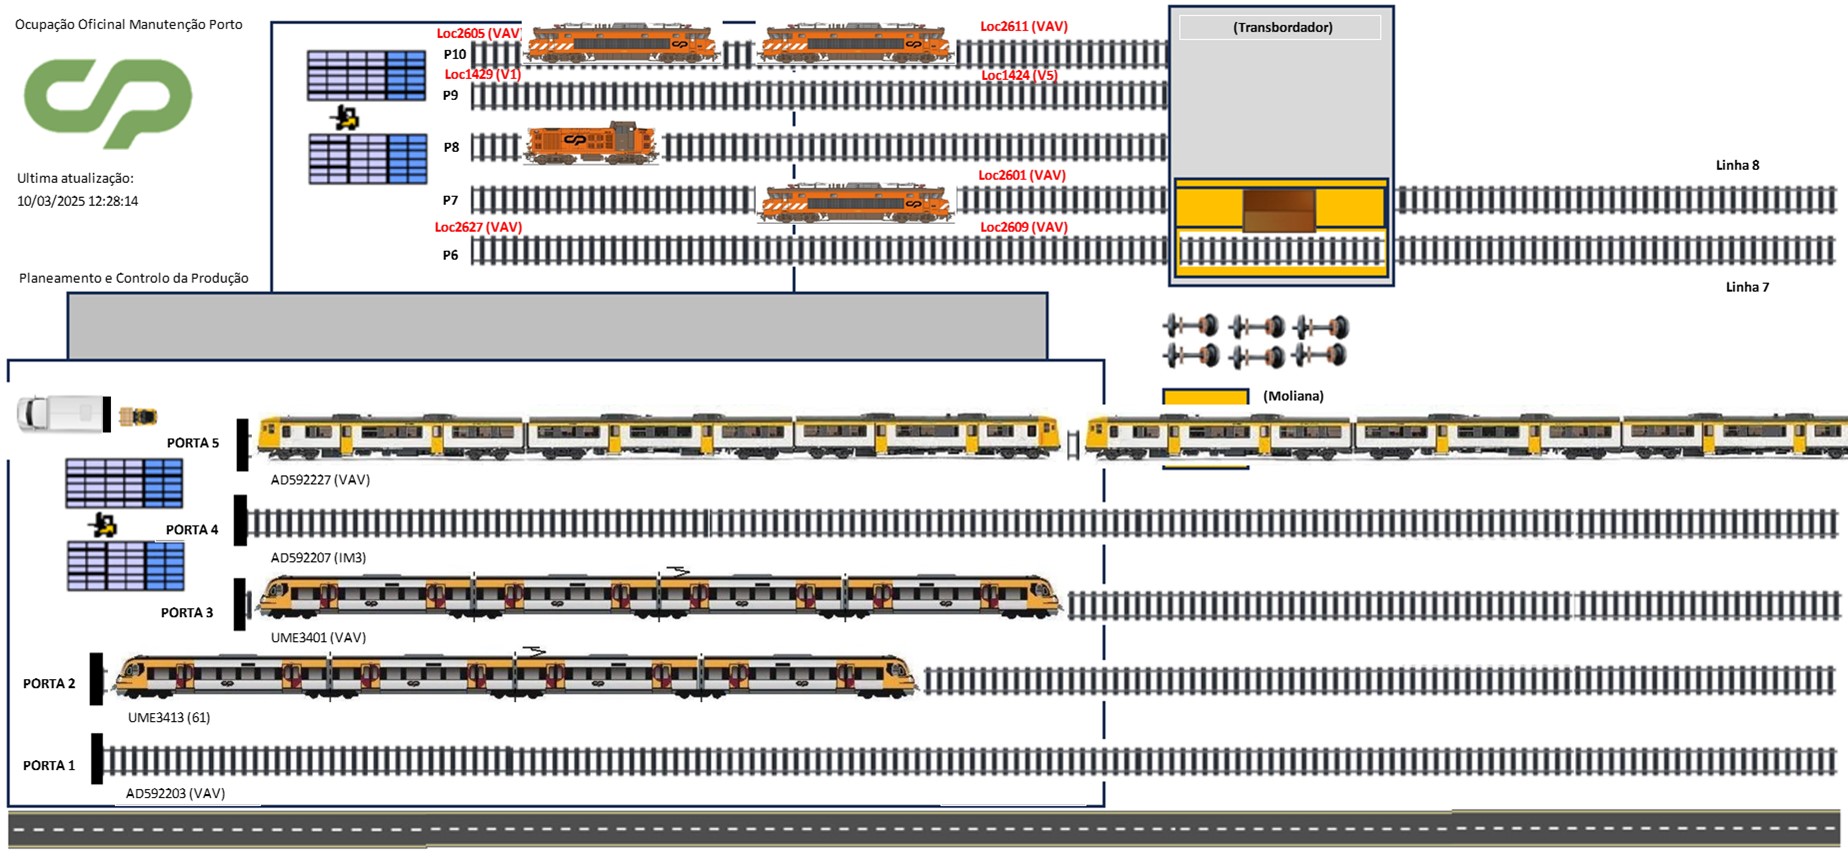 Ocupação Oficinal Manutenção Porto
CP
Ultima atualização:
10/03/2025 12:28:14
Planeamento e Controlo da Produção
Loc2605 (VAV)
Loc2611 (VAV)
P10
Loc1429 (V1)
Loc1424 (V5)
P9
P8
Loc2601 (VAV)
P7
Loc2627 (VAV)
Loc2609 (VAV)
P6
(Transbordador)
Linha 8
Linha 7
(Moliana)
PORTA 5
AD592227 (VAV)
PORTA 4
AD592207 (IM3)
PORTA 3
UME3401 (VAV)
PORTA 2
UME3413 (61)
PORTA 1
AD592203 (VAV)